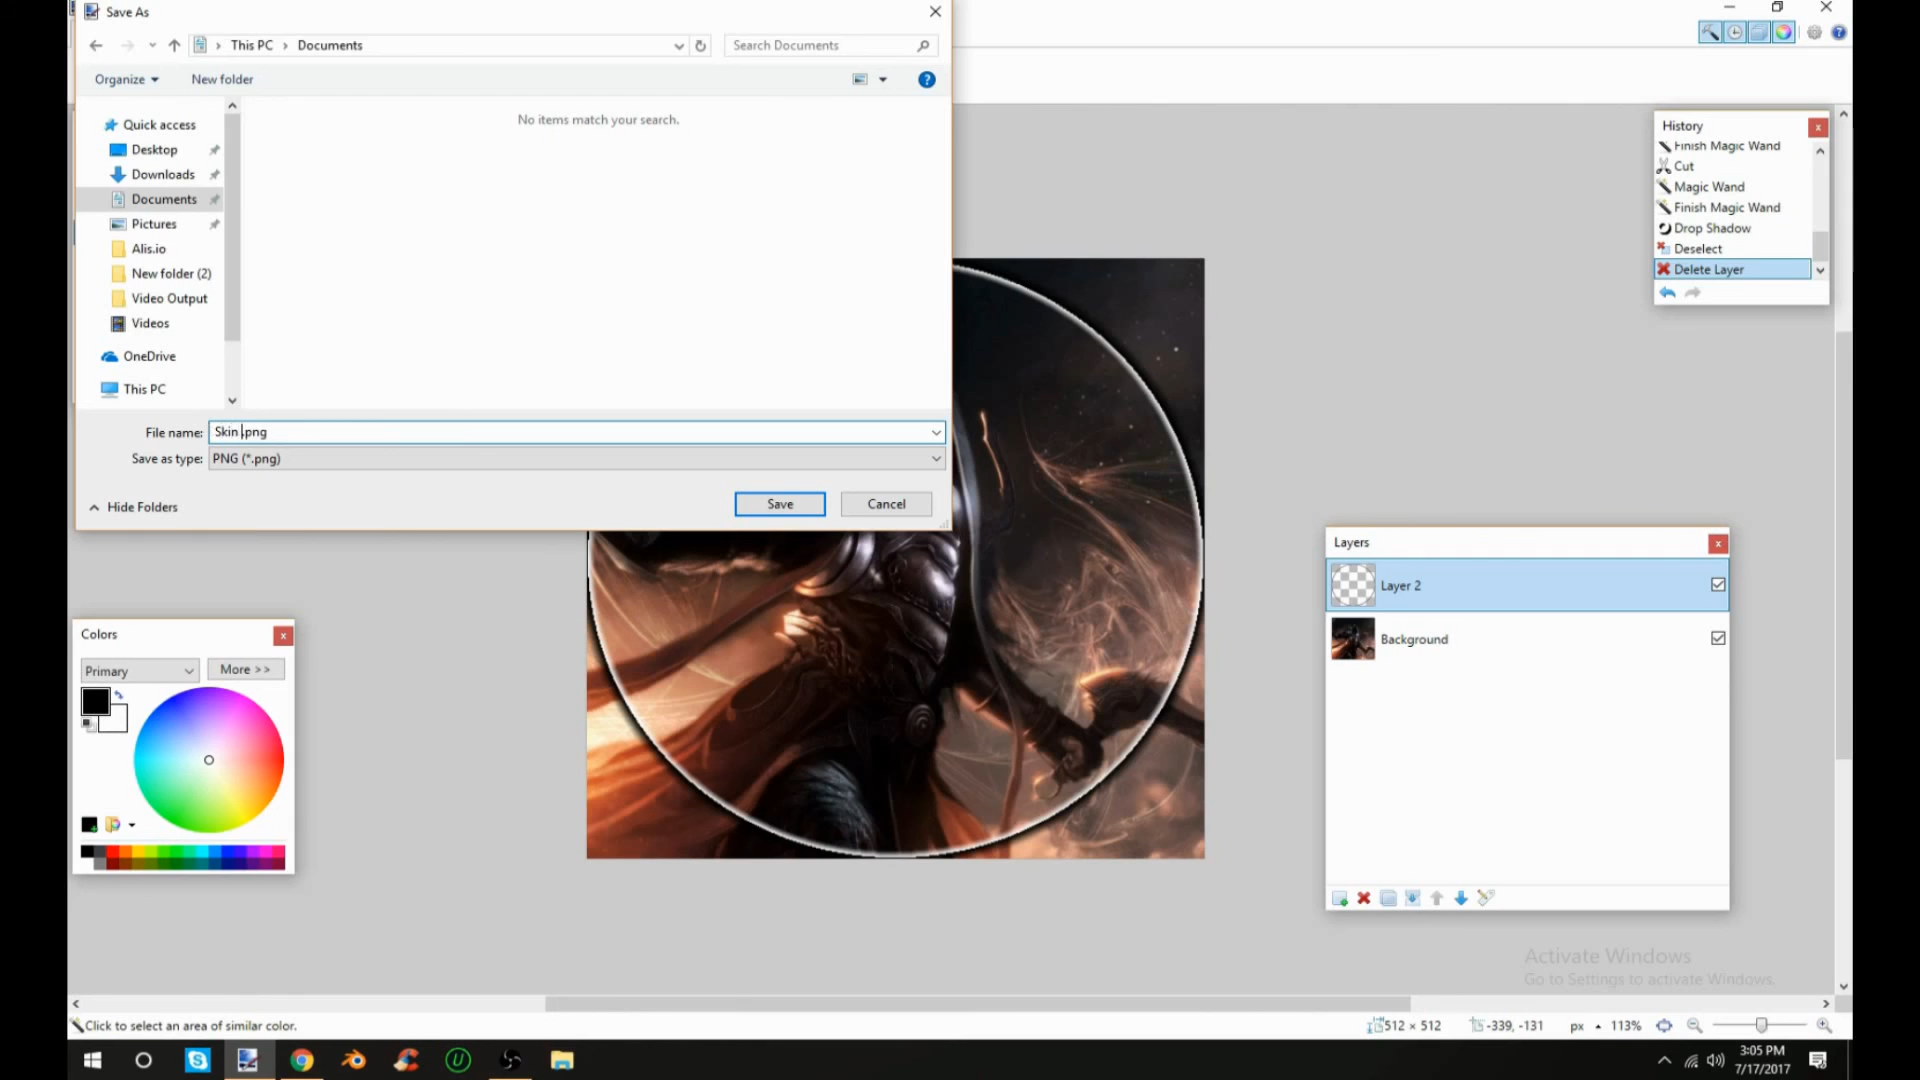 Save As
This PC > Documents
Search Documents
Organize
New folder
No items match your search.
Quick access
Desktop
Downloads
Documents
Pictures
Alis.io
New folder (2)
Video Output
Videos
OneDrive
This PC
File name: Skin .png
Save as type: PNG (*.png)
Hide Folders
Save
Cancel
History
Finish Magic Wand
Cut
Magic Wand
Finish Magic Wand
Drop Shadow
Deselect
Delete Layer
Layers
Layer 2
Background
Colors
Primary
More >>
Activate Windows
Go to Settings to activate Windows.
Click to select an area of similar color.
512 × 512
-339, -131
px
113%
3:05 PM
7/17/2017